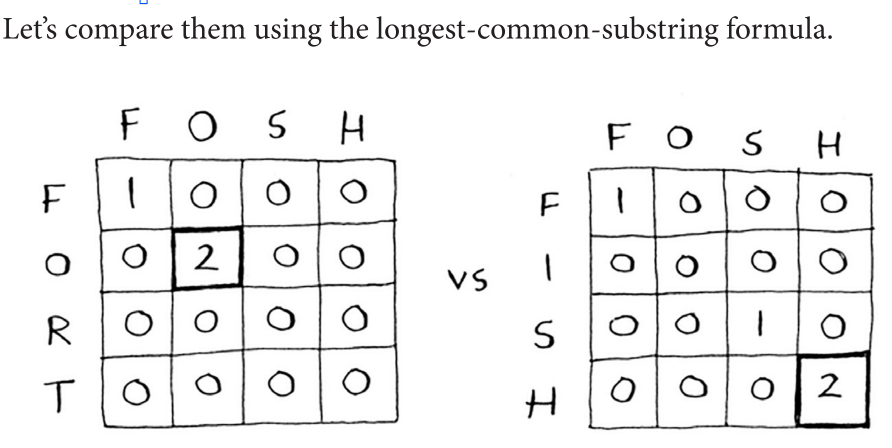 Let's compare them using the longest-common-substring formula.
F O S H
F 1 0 0 0
O 0 2 0 0
R 0 0 0 0
T 0 0 0 0
vs
F O S H
F 1 0 0 0
I 0 0 0 0
S 0 0 1 0
H 0 0 0 2